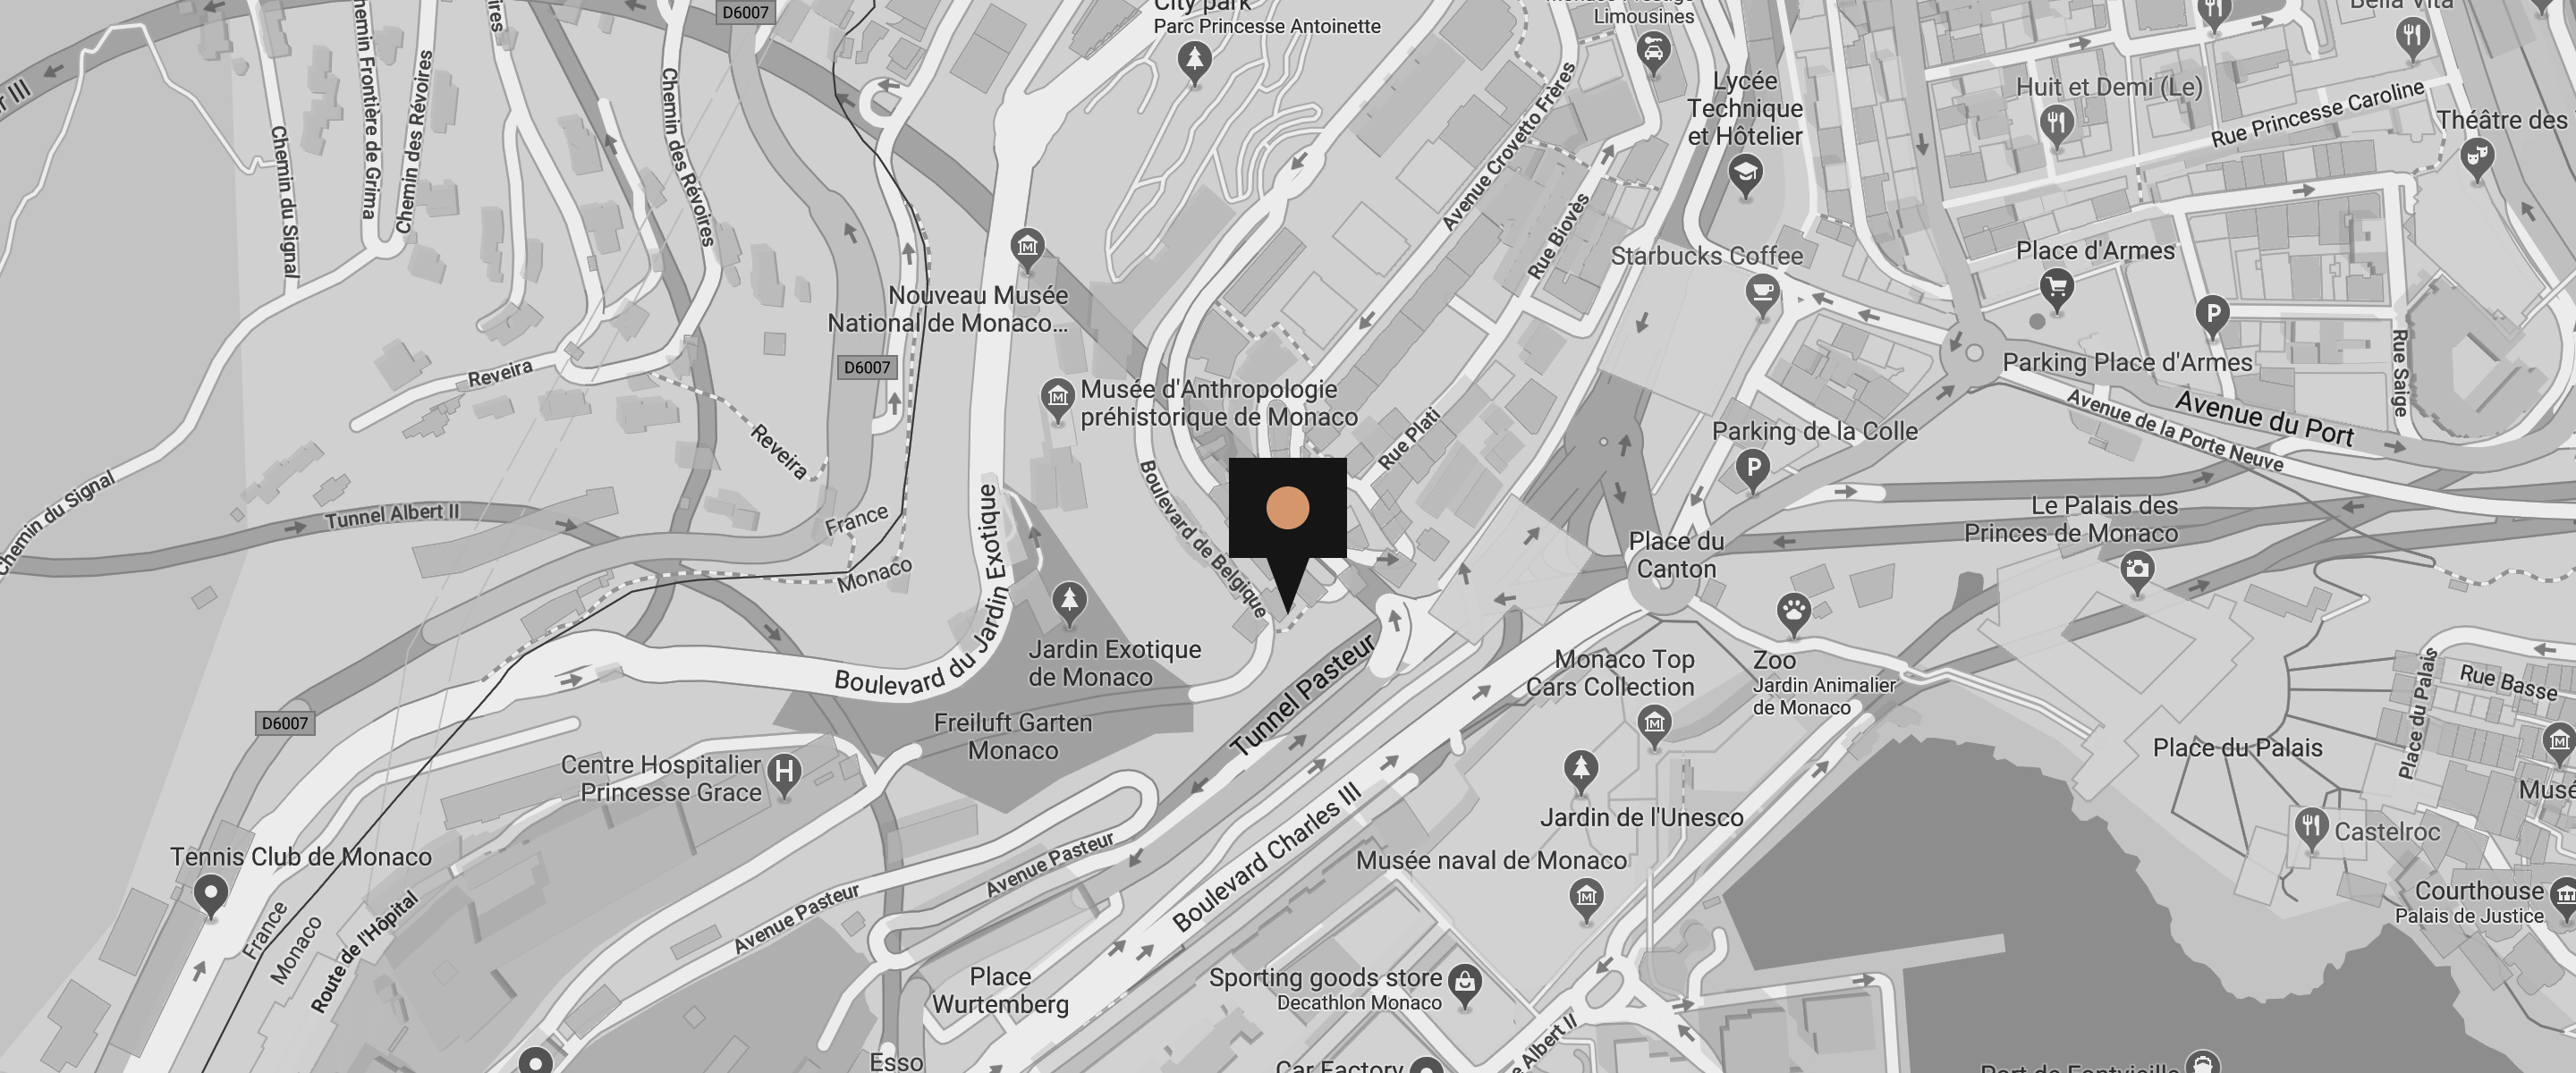 D6007
City park
Parc Princesse Antoinette
Limousines
Bella Vita
Chemin Frontière de Grima
Chemin des Révoires
Chemin du Signal
Chemin des Révoires
Lycée
Technique
et Hôtelier
Huit et Demi (Le)
Rue Princesse Caroline
Théâtre des
Avenue Crovetto Frères
Rue Biovès
Starbucks Coffee
Place d'Armes
Nouveau Musée
National de Monaco...
D6007
Parking Place d'Armes
Rue Saige
Reveira
Musée d'Anthropologie
préhistorique de Monaco
Rue Plati
Parking de la Colle
Avenue du Port
Avenue de la Porte Neuve
Reveira
Chemin du Signal
Tunnel Albert II
France
Monaco
Boulevard du Jardin Exotique
Boulevard de Belgique
Place du
Canton
Le Palais des
Princes de Monaco
Jardin Exotique
de Monaco
Tunnel Pasteur
Monaco Top
Cars Collection
Zoo
Jardin Animalier
de Monaco
Place du Palais
Rue Basse
D6007
Freiluft Garten
Monaco
Centre Hospitalier
Princesse Grace
Place du Palais
Jardin de l'Unesco
Castelroc
Tennis Club de Monaco
Avenue Pasteur
Avenue Pasteur
Boulevard Charles III
Musée naval de Monaco
Courthouse
Palais de Justice
France
Monaco
Route de l'Hôpital
Place
Wurtemberg
Sporting goods store
Decathlon Monaco
Albert II
Esso
Car Factory
Port de Fontvieille